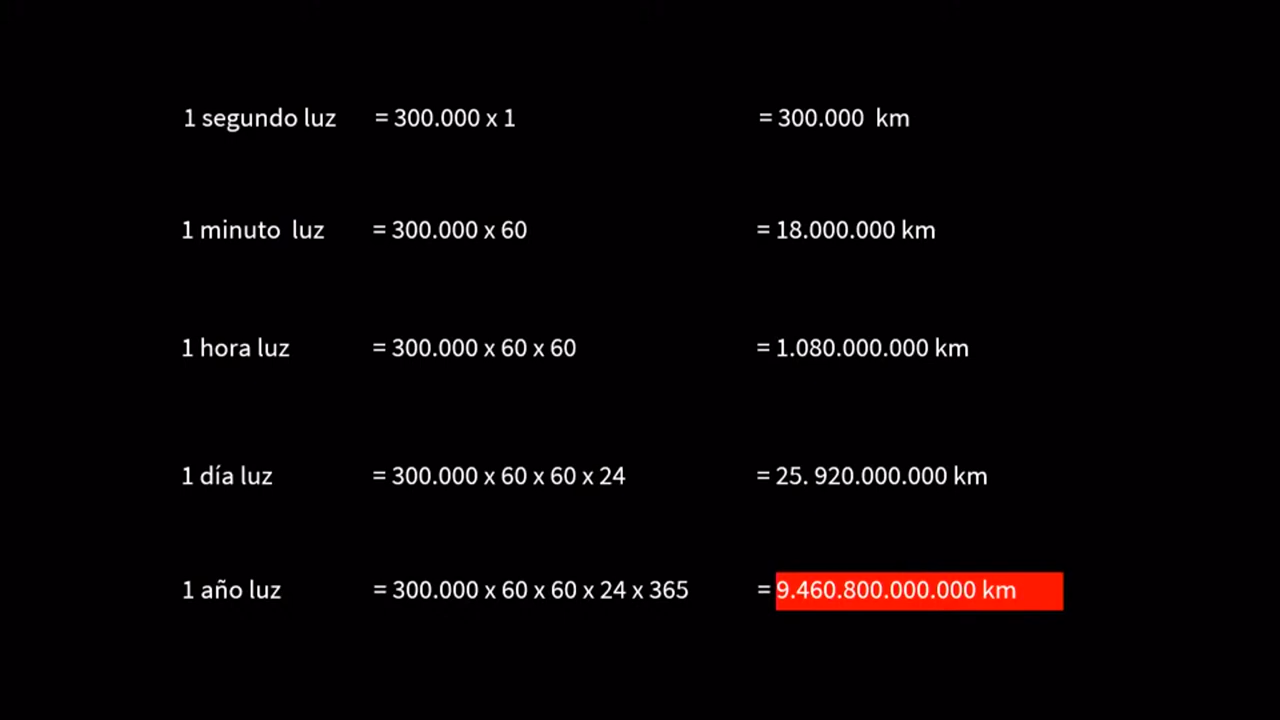 1 segundo luz = 300.000 x 1 = 300.000 km
1 minuto luz = 300.000 x 60 = 18.000.000 km
1 hora luz = 300.000 x 60 x 60 = 1.080.000.000 km
1 día luz = 300.000 x 60 x 60 x 24 = 25. 920.000.000 km
1 año luz = 300.000 x 60 x 60 x 24 x 365 = 9.460.800.000.000 km